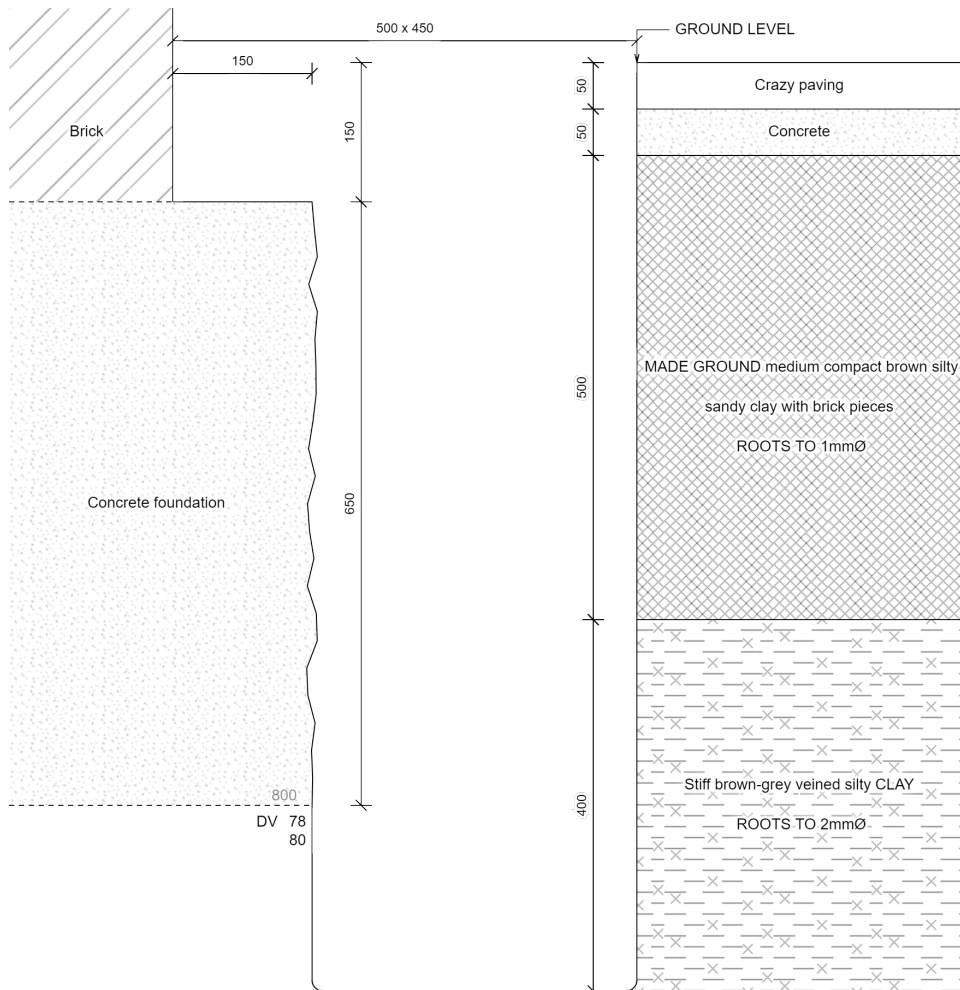 500 x 450
GROUND LEVEL
150
50
Crazy paving
150
Brick
50
Concrete
MADE GROUND medium compact brown silty
sandy clay with brick pieces
ROOTS TO 1mmØ
500
Concrete foundation
650
Stiff brown-grey veined silty CLAY
ROOTS TO 2mmØ
400
800
DV 78
80